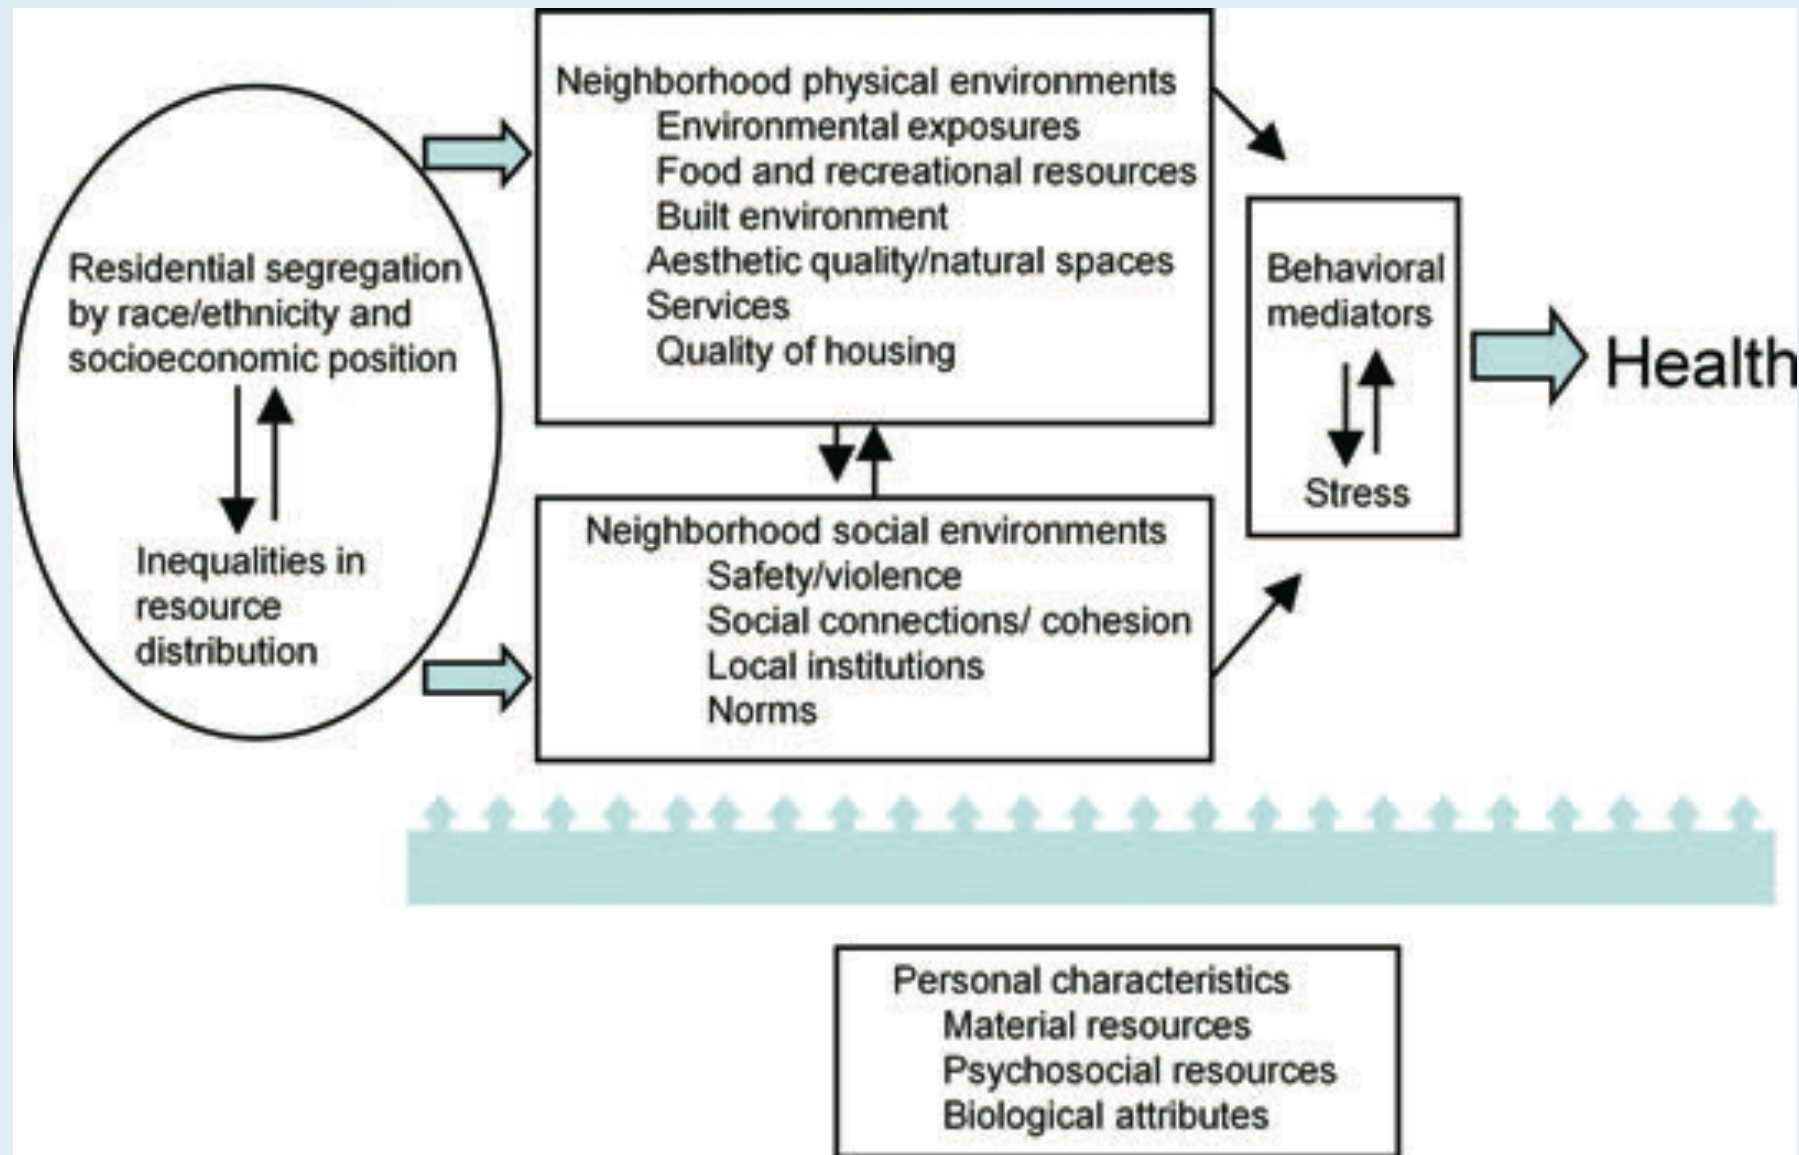 Residential segregation
by race/ethnicity and
socioeconomic position
Inequalities in
resource
distribution
Neighborhood physical environments
Environmental exposures
Food and recreational resources
Built environment
Aesthetic quality/natural spaces
Services
Quality of housing
Neighborhood social environments
Safety/violence
Social connections/ cohesion
Local institutions
Norms
Behavioral
mediators
Stress
Health
Personal characteristics
Material resources
Psychosocial resources
Biological attributes